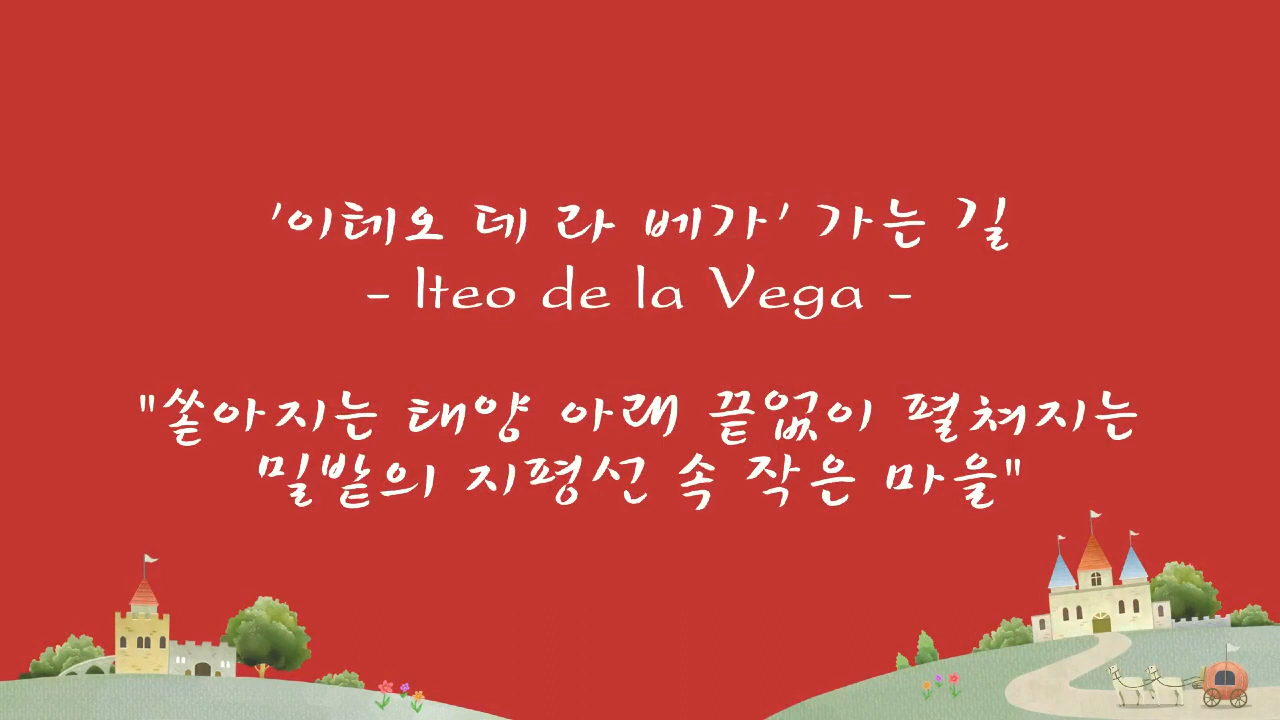 '이테오 데 라 베가' 가는 길
- Iteo de la Vega -
"쏟아지는 태양 아래 끝없이 펼쳐지는
밀밭의 지평선 속 작은 마을"